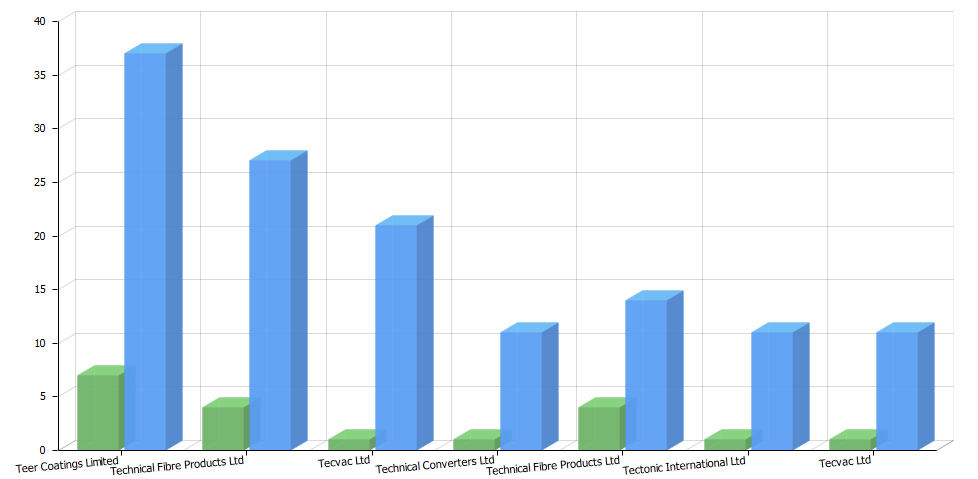 40
35
30
25
20
15
10
5
0
Teer Coatings Limited
Technical Fibre Products Ltd
Tecvac Ltd
Technical Converters Ltd
Technical Fibre Products Ltd
Tectonic International Ltd
Tecvac Ltd